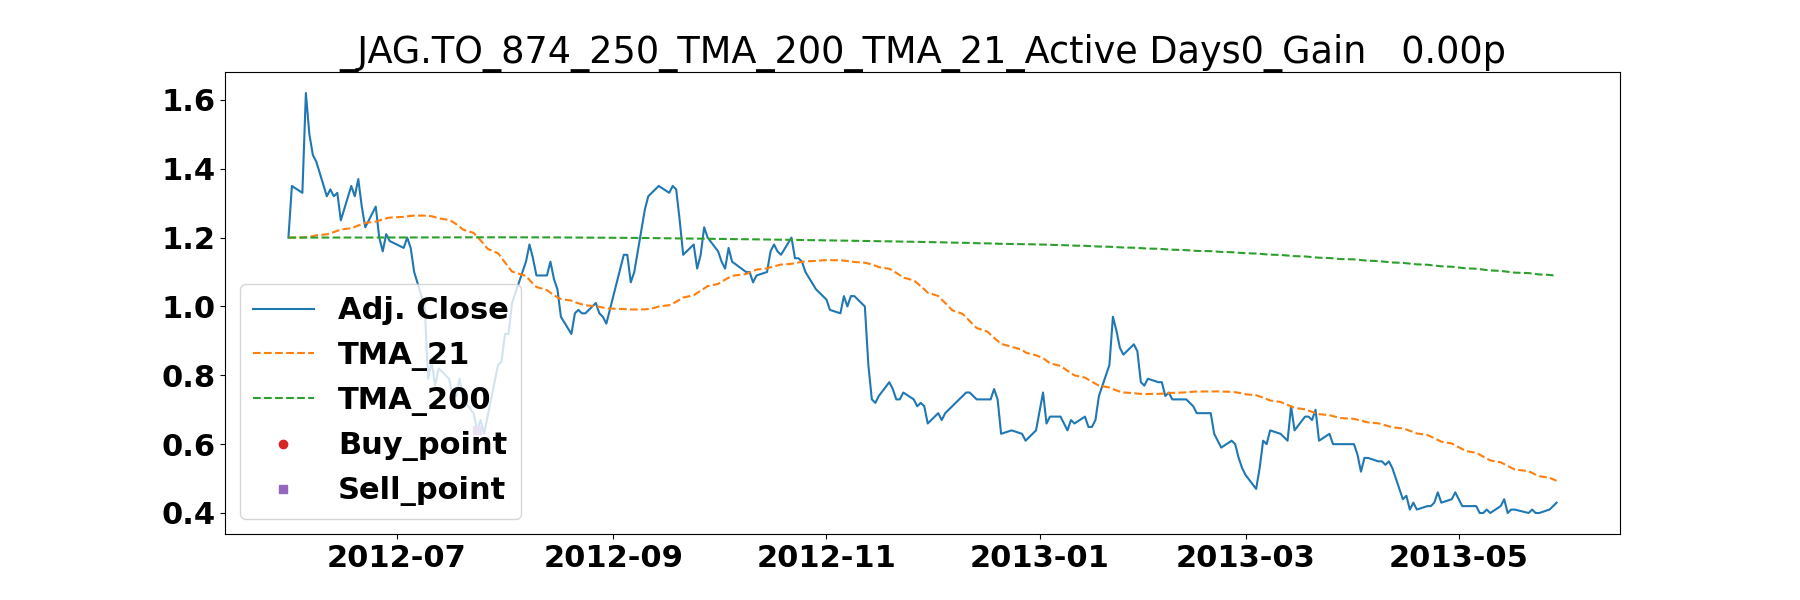 _JAG.TO_874_250_TMA_200_TMA_21_Active Days0_Gain   0.00p
1.6
1.4
1.2
1.0
0.8
0.6
0.4
Adj. Close
TMA_21
TMA_200
Buy_point
Sell_point
2012-07 2012-09 2012-11 2013-01 2013-03 2013-05